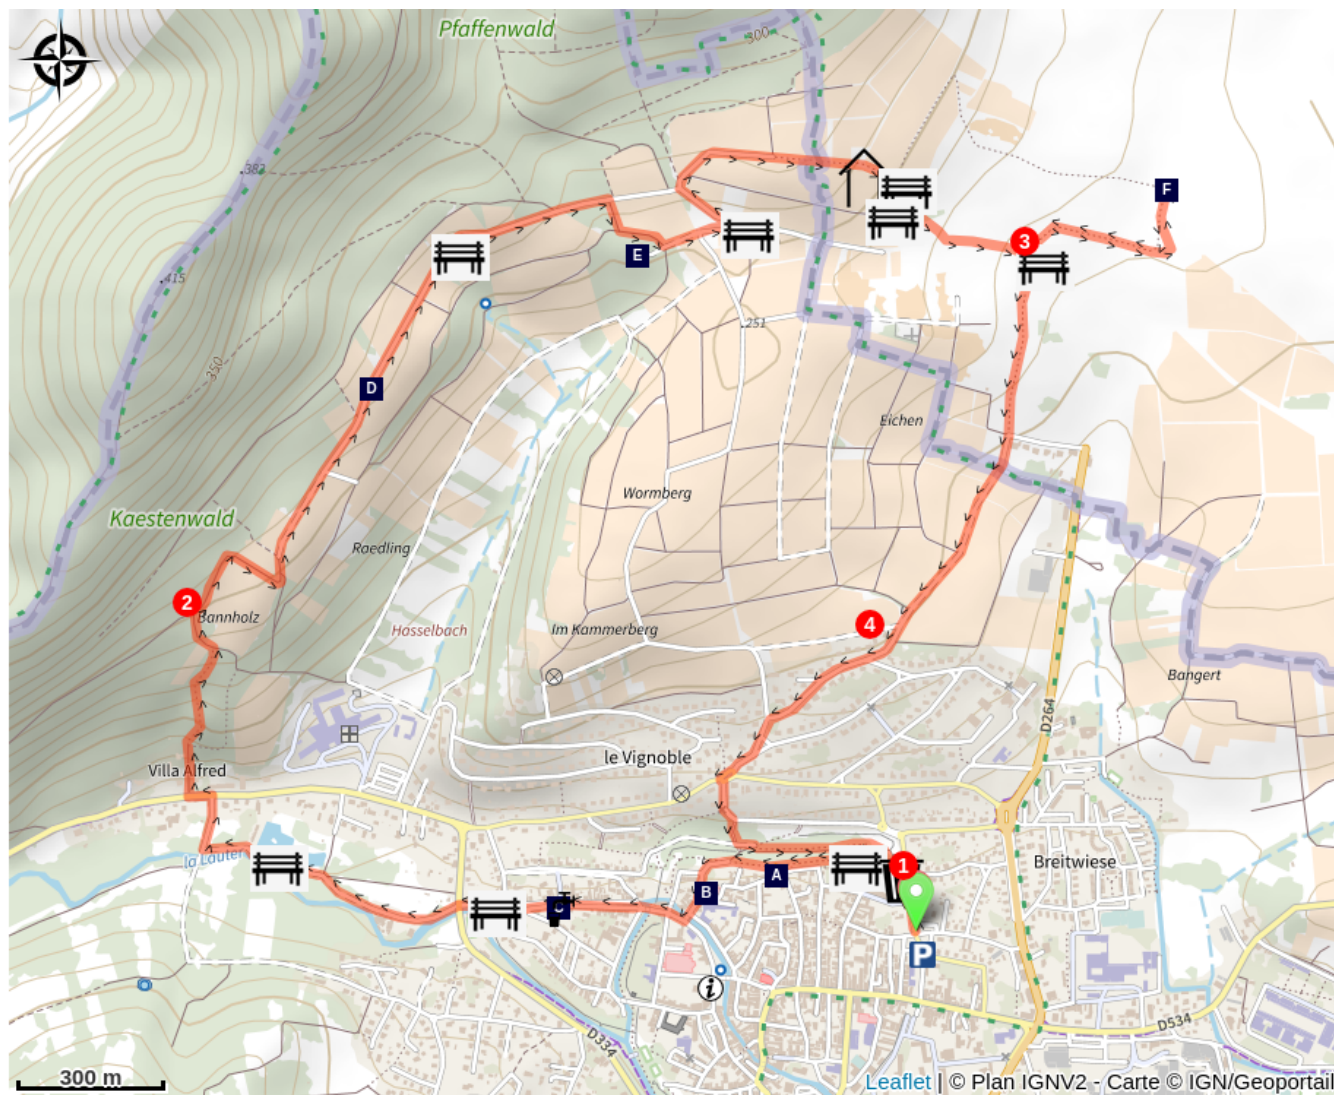 Pfaffenwald
300
383
F
3
E
415
251
350
D
Eichen
Wormberg
Kaestenwald
Raedling
2
Bannholz
Hasselbach
Im Kammerberg
4
Bangert
D264
le Vignoble
Villa Alfred
la Lauter
1
Breitwiese
A
B
P
i
D334
D534
300 m
Leaflet | © Plan IGNV2 - Carte © IGN/Geoportail